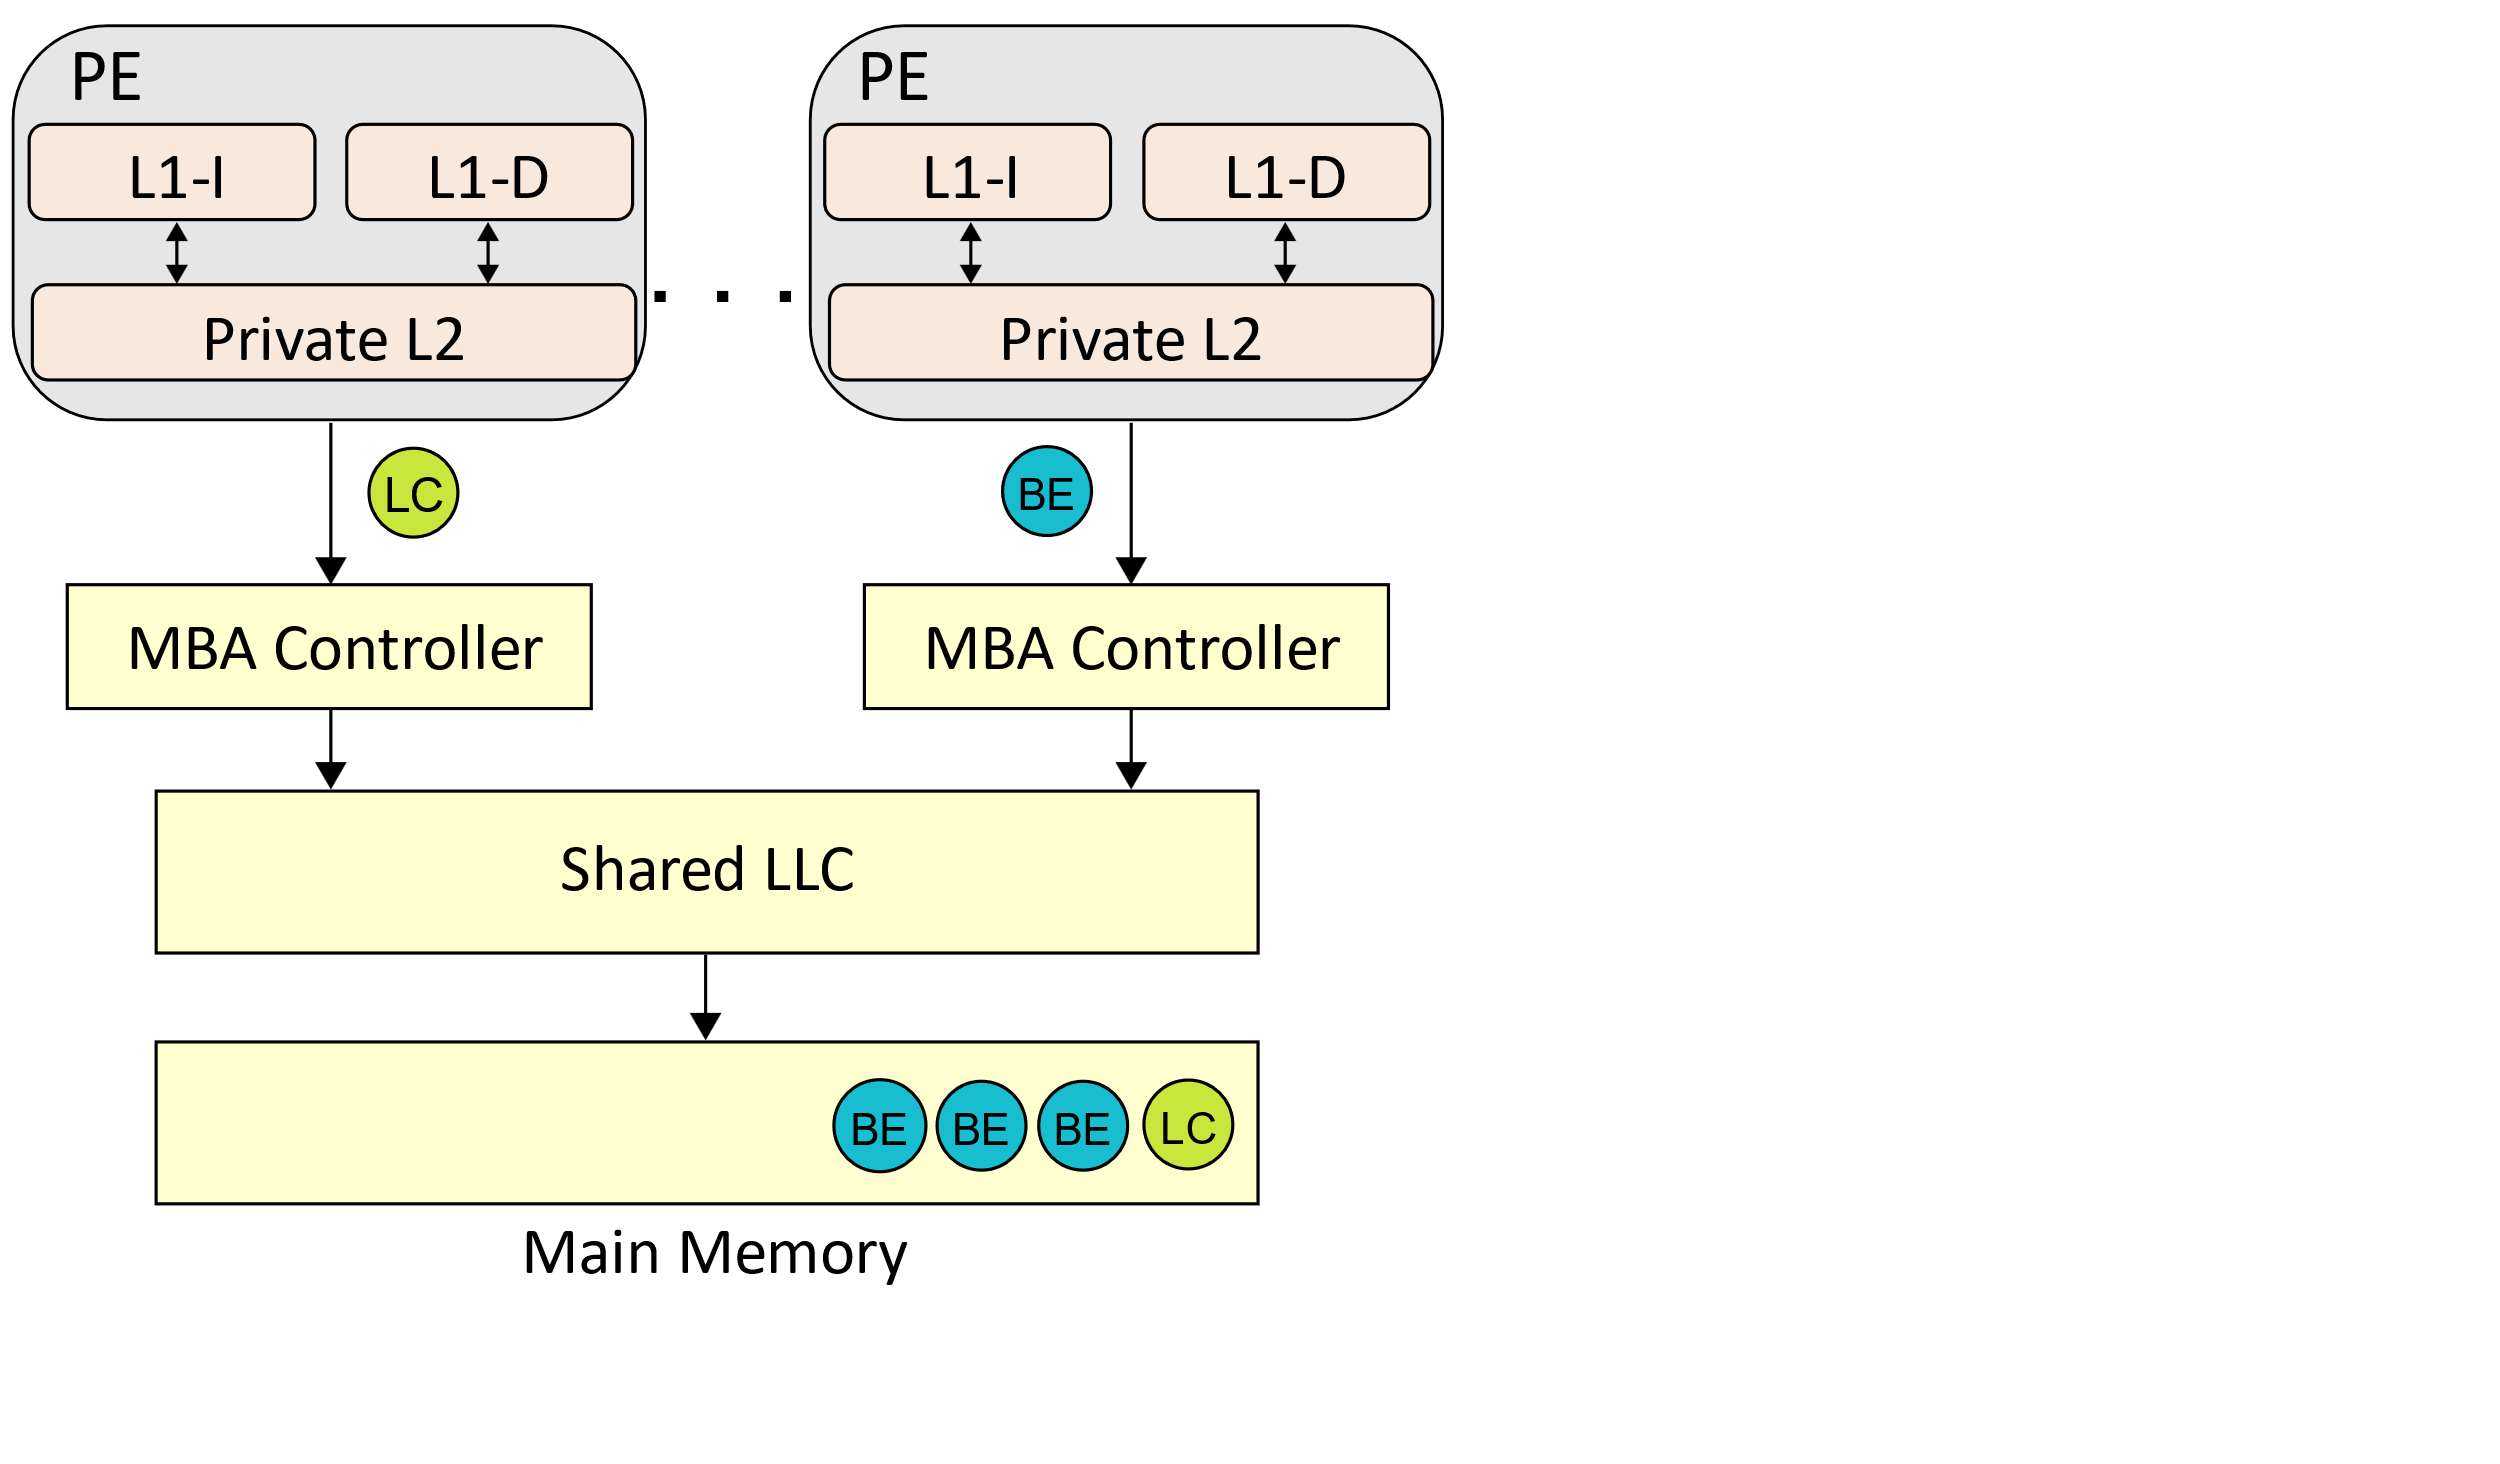 PE
PE
L1-I
L1-D
L1-I
L1-D
Private L2
. . .
Private L2
LC
BE
MBA Controller
MBA Controller
Shared LLC
BE
BE
BE
LC
Main Memory